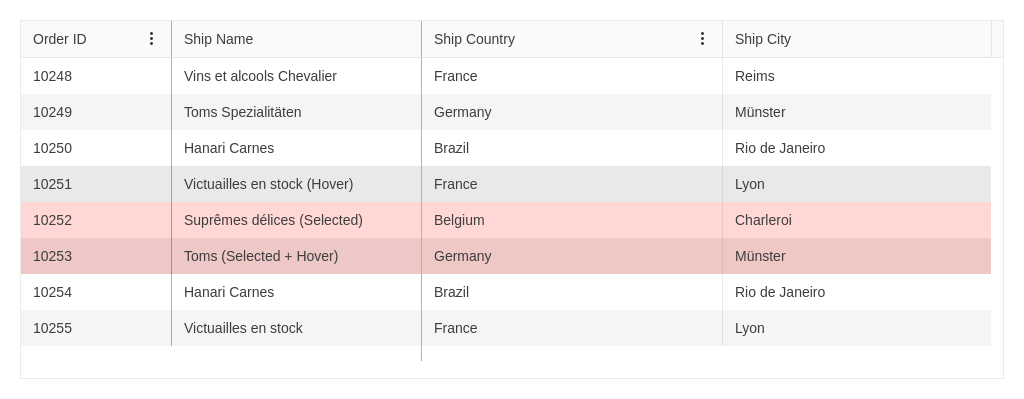 Order ID Ship Name Ship Country Ship City
10248 Vins et alcools Chevalier France Reims
10249 Toms Spezialitäten Germany Münster
10250 Hanari Carnes Brazil Rio de Janeiro
10251 Victuailles en stock (Hover) France Lyon
10252 Suprêmes délices (Selected) Belgium Charleroi
10253 Toms (Selected + Hover) Germany Münster
10254 Hanari Carnes Brazil Rio de Janeiro
10255 Victuailles en stock France Lyon